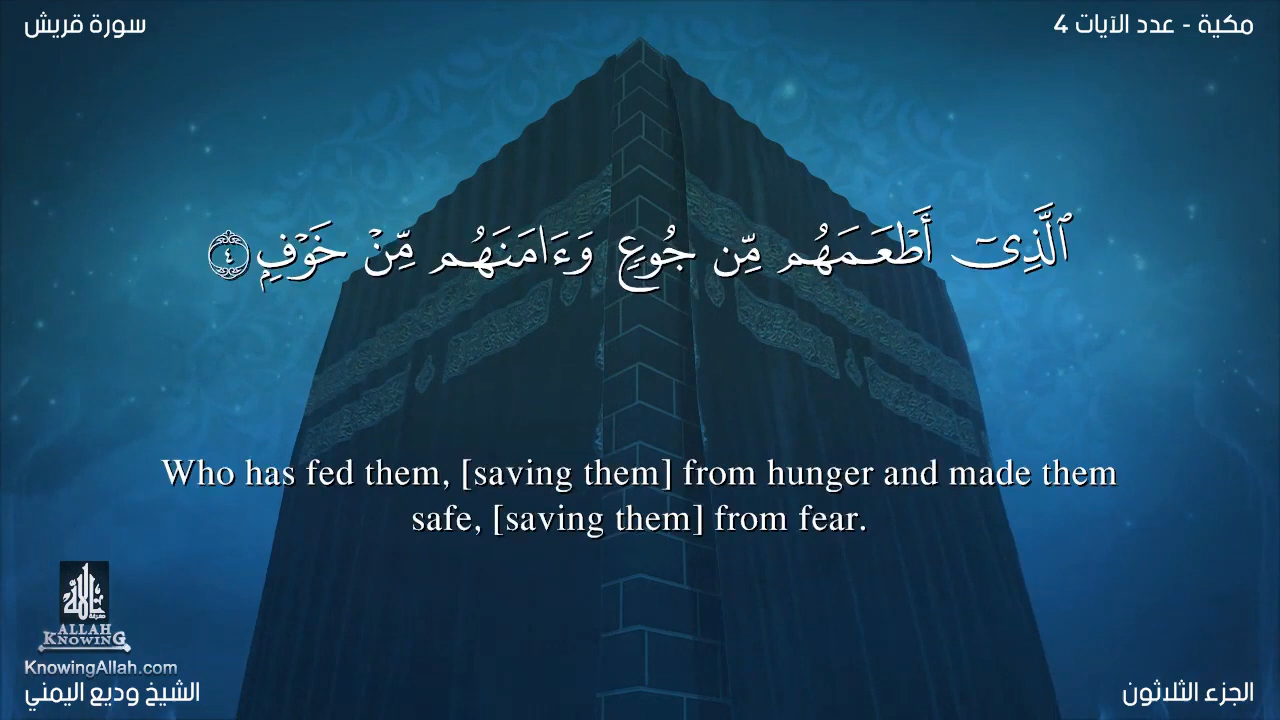 سورة قريش
مكية - عدد الآيات 4
ٱلَّذِىٓ أَطْعَمَهُم مِّن جُوعٍ وَءَامَنَهُم مِّنْ خَوْفٍۭ ٤
Who has fed them, [saving them] from hunger and made them
safe, [saving them] from fear.
ALLAH
KNOWING
KnowingAllah.com
الشيخ وديع اليمني
الجزء الثلاثون